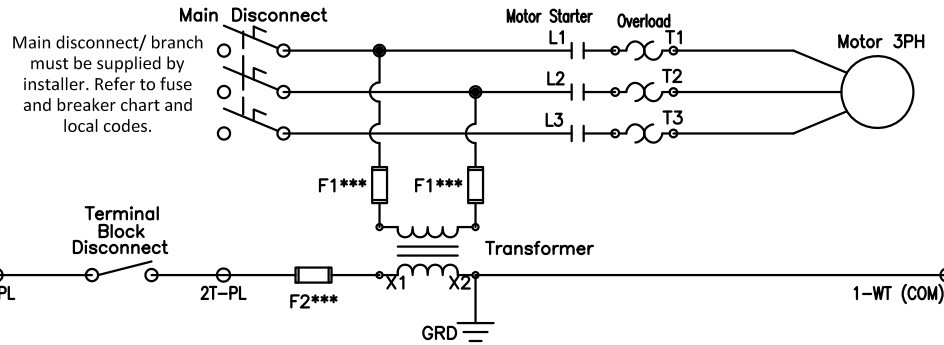 Main Disconnect
Main disconnect/ branch
must be supplied by
installer. Refer to fuse
and breaker chart and
local codes.
Motor Starter
Overload
Motor 3PH
L1
T1
L2
T2
L3
T3
F1***
F1***
Terminal
Block
Disconnect
Transformer
PL
2T-PL
F2***
X1
X2
1-WT (COM)
GRD